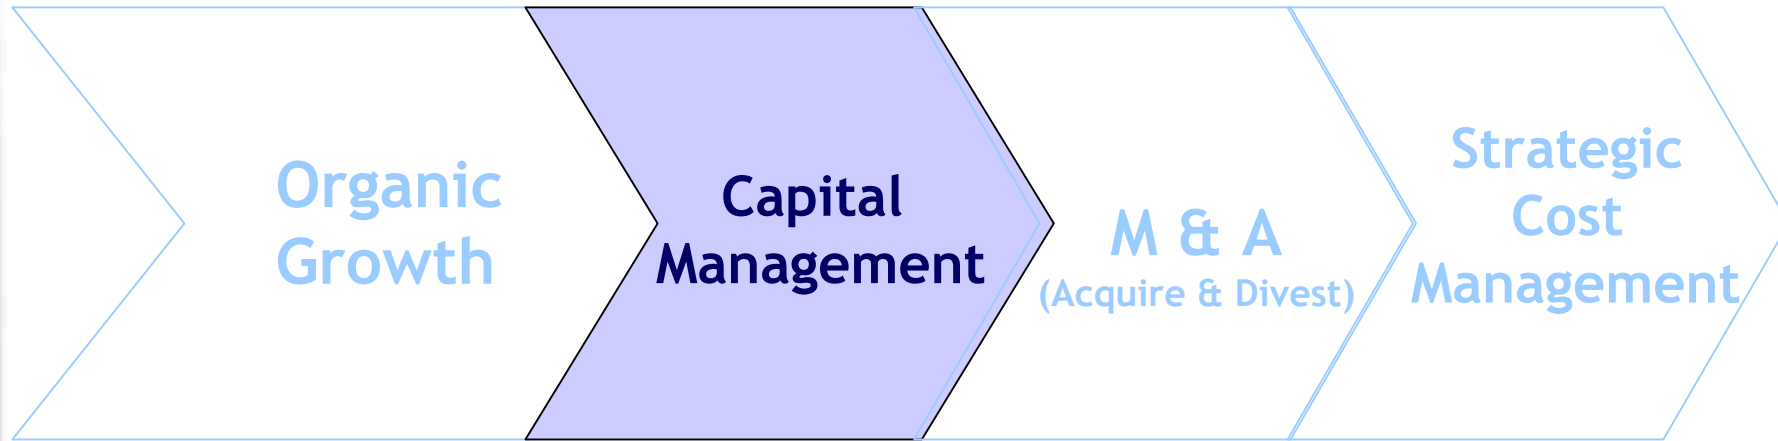 Organic
Growth
Capital
Management
M & A
(Acquire & Divest)
Strategic
Cost
Management